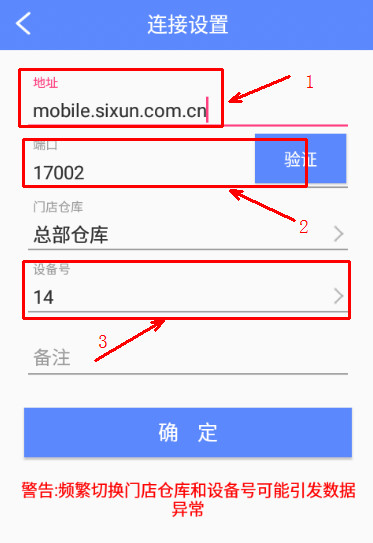 连接设置
地址
1
mobile.sixun.com.cn
端口
17002
验证
2
门店仓库
总部仓库
设备号
14
3
备注
确 定
警告:频繁切换门店仓库和设备号可能引发数据
异常